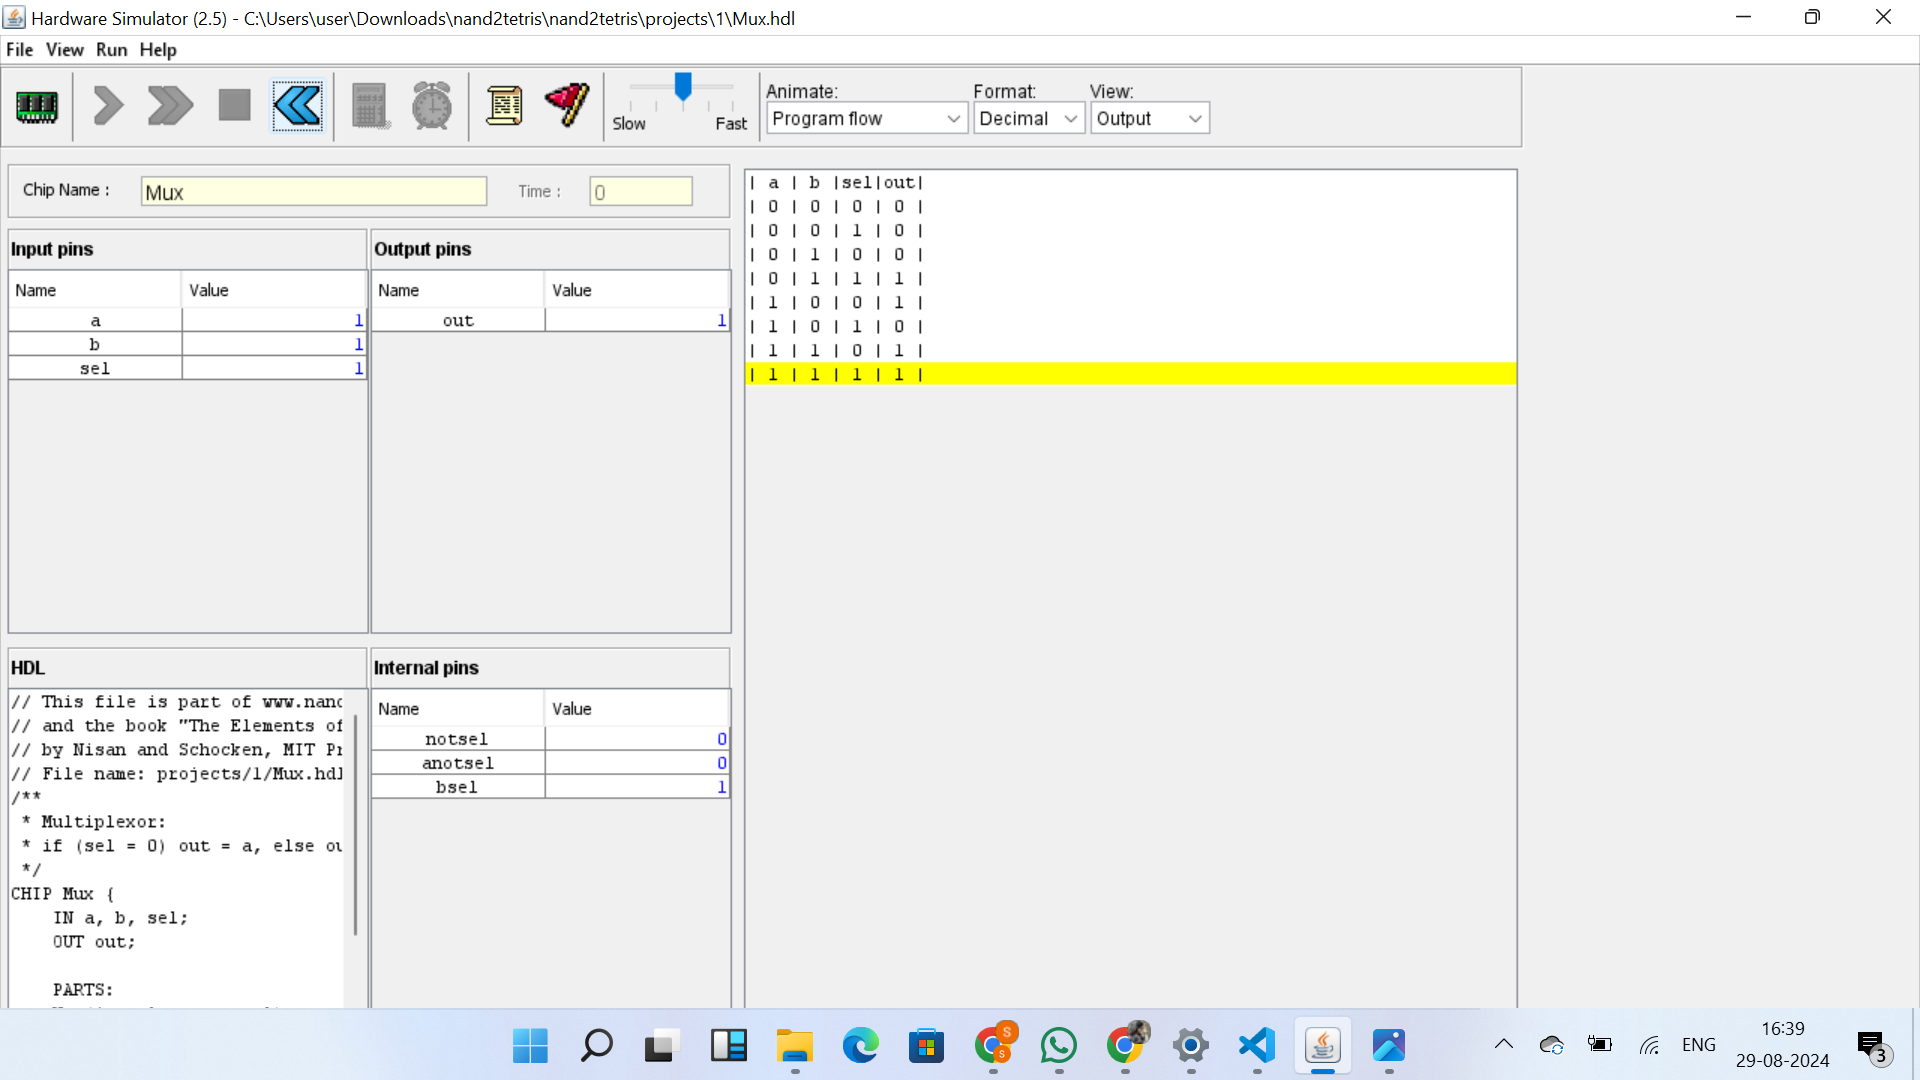 Hardware Simulator (2.5) - C:\Users\user\Downloads\nand2tetris\nand2tetris\projects\1\Mux.hdl
File View Run Help
Slow Fast
Animate: Format: View:
Program flow Decimal Output
Chip Name : Mux Time : 0
Input pins
Name Value
a 1
b 1
sel 1
Output pins
Name Value
out 1
| a | b |sel|out|
| 0 | 0 | 0 | 0 |
| 0 | 0 | 1 | 0 |
| 0 | 1 | 0 | 0 |
| 0 | 1 | 1 | 1 |
| 1 | 0 | 0 | 1 |
| 1 | 0 | 1 | 0 |
| 1 | 1 | 0 | 1 |
| 1 | 1 | 1 | 1 |
HDL
// This file is part of www.nand
// and the book "The Elements of
// by Nisan and Schocken, MIT Pr
// File name: projects/1/Mux.hdl
/**
* Multiplexor:
* if (sel = 0) out = a, else ou
*/
CHIP Mux {
IN a, b, sel;
OUT out;
PARTS:
Internal pins
Name Value
notsel 0
anotsel 0
bsel 1
S
S
ENG
16:39
29-08-2024
3